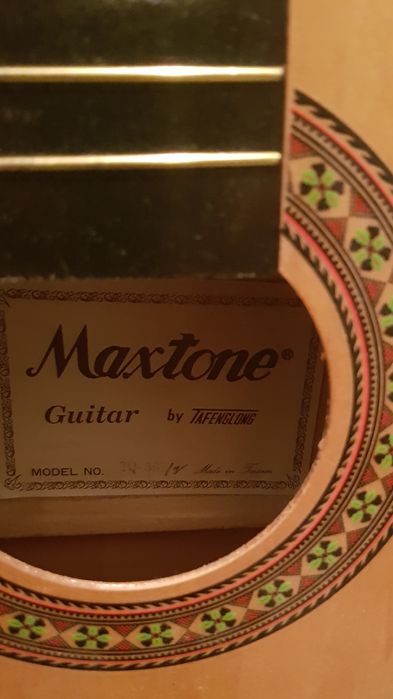 Maxtone®
Guitar by TAFENGLONG
MODEL NO. Made in Taiwan